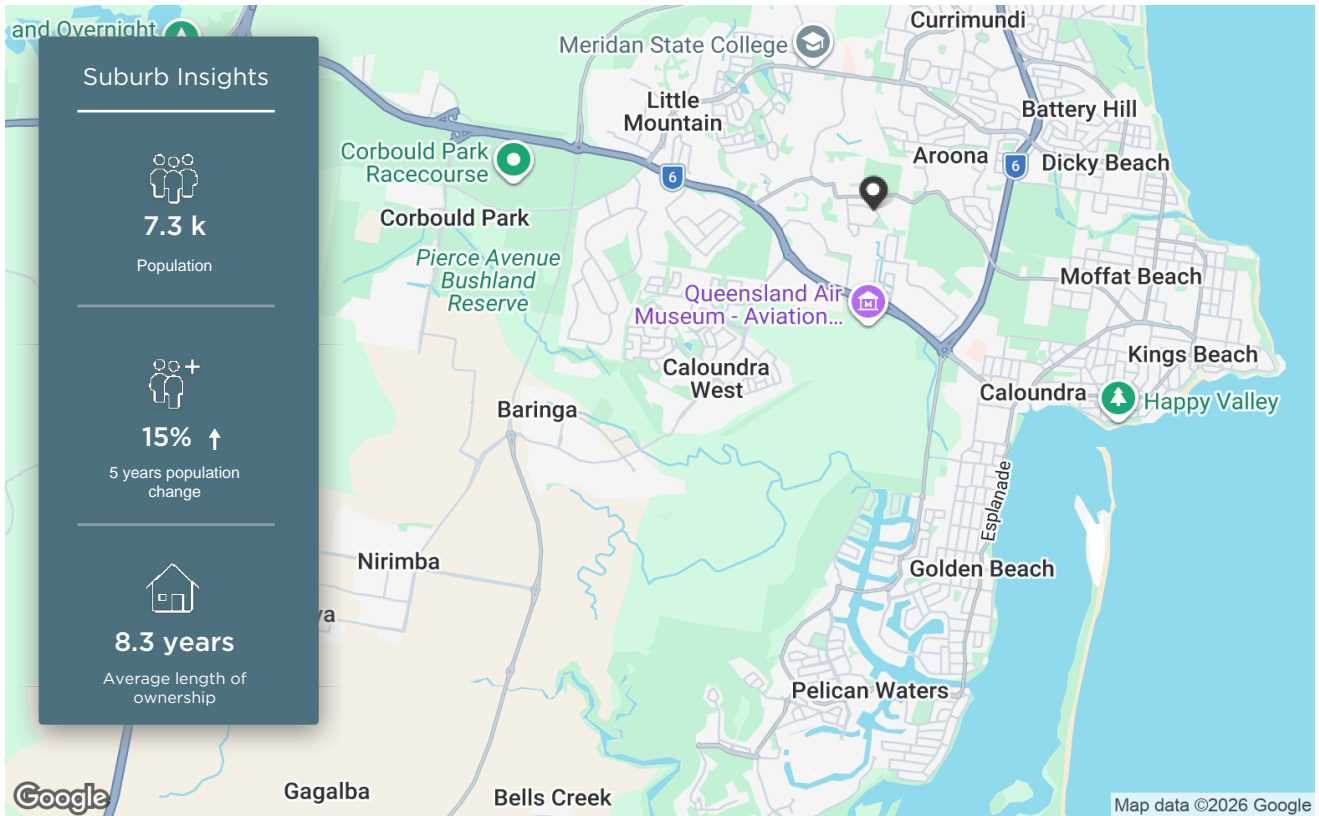 and Overnight
Suburb Insights
7.3 k
Population
15%
5 years population
change
8.3 years
Average length of
ownership
Currimundi
Meridan State College
Little
Mountain
Battery Hill
Corbould Park
Racecourse
6
Aroona
6
Dicky Beach
Corbould Park
Pierce Avenue
Bushland
Reserve
Moffat Beach
Queensland Air
Museum - Aviation...
Kings Beach
Caloundra
West
Caloundra
Happy Valley
Baringa
Esplanade
Nirimba
Golden Beach
ya
Pelican Waters
Gagalba
Bells Creek
Google
Map data ©2026 Google